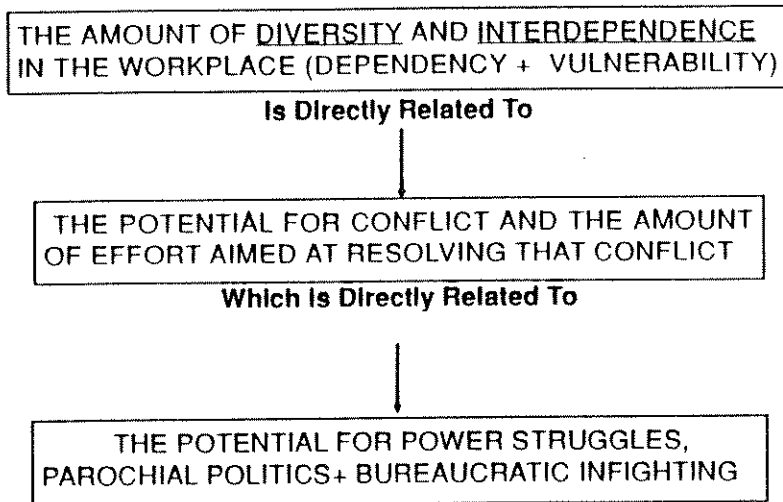 THE AMOUNT OF DIVERSITY AND INTERDEPENDENCE
IN THE WORKPLACE (DEPENDENCY + VULNERABILITY)
Is Directly Related To
THE POTENTIAL FOR CONFLICT AND THE AMOUNT
OF EFFORT AIMED AT RESOLVING THAT CONFLICT
Which Is Directly Related To
THE POTENTIAL FOR POWER STRUGGLES,
PAROCHIAL POLITICS+ BUREAUCRATIC INFIGHTING